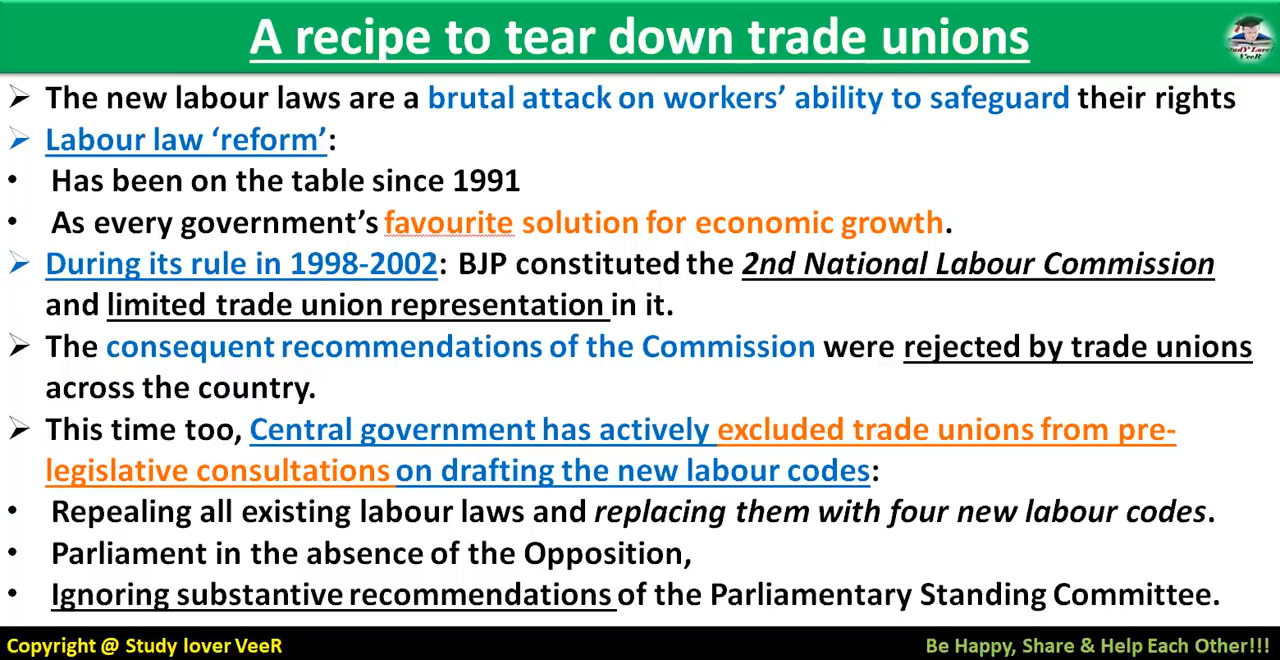 A recipe to tear down trade unions
StudY Lover
VeeR
➢ The new labour laws are a brutal attack on workers’ ability to safeguard their rights
➢ Labour law ‘reform’:
• Has been on the table since 1991
• As every government’s favourite solution for economic growth.
➢ During its rule in 1998-2002: BJP constituted the 2nd National Labour Commission
and limited trade union representation in it.
➢ The consequent recommendations of the Commission were rejected by trade unions
across the country.
➢ This time too, Central government has actively excluded trade unions from pre-
legislative consultations on drafting the new labour codes:
• Repealing all existing labour laws and replacing them with four new labour codes.
• Parliament in the absence of the Opposition,
• Ignoring substantive recommendations of the Parliamentary Standing Committee.
Copyright @ Study lover VeeR
Be Happy, Share & Help Each Other!!!